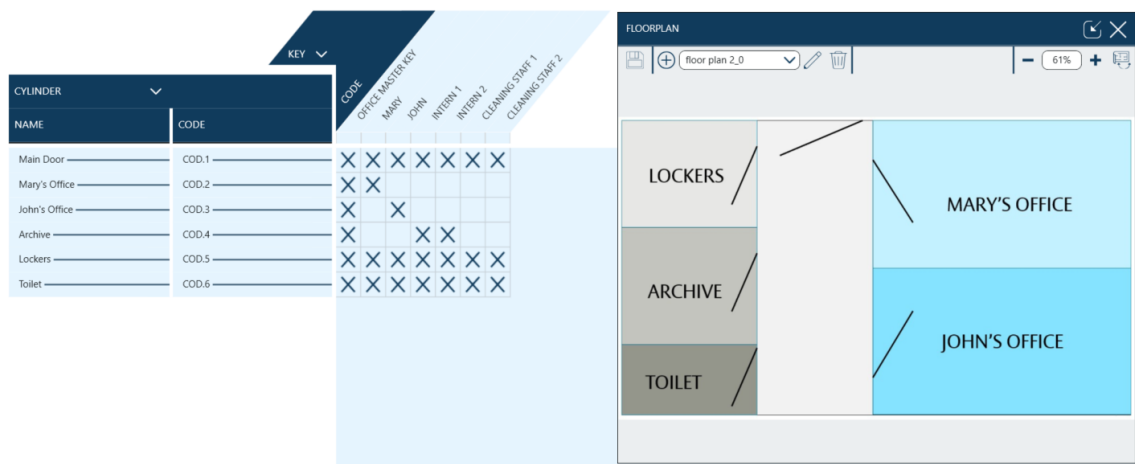 KEY
CODE
OFFICE MASTER KEY
MARY
JOHN
INTERN 1
INTERN 2
CLEANING STAFF 1
CLEANING STAFF 2
CYLINDER
NAME CODE
Main Door COD.1 X X X X X X X
Mary's Office COD.2 X X
John's Office COD.3 X X
Archive COD.4 X X X
Lockers COD.5 X X X X X X X
Toilet COD.6 X X X X X X X
FLOORPLAN
floor plan 2_0 61%
LOCKERS
MARY'S OFFICE
ARCHIVE
JOHN'S OFFICE
TOILET